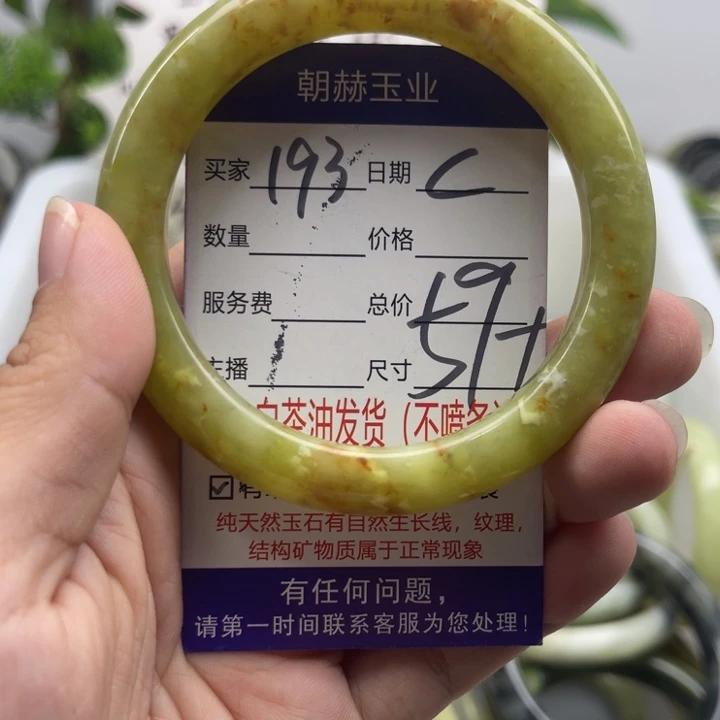 朝赫玉业
买家 193 日期 C
数量 价格
服务费 总价
主播 尺寸 59+
白茶油发货(不喷名
纯天然玉石有自然生长线,纹理,
结构矿物质属于正常现象
有任何问题,
请第一时间联系客服为您处理!